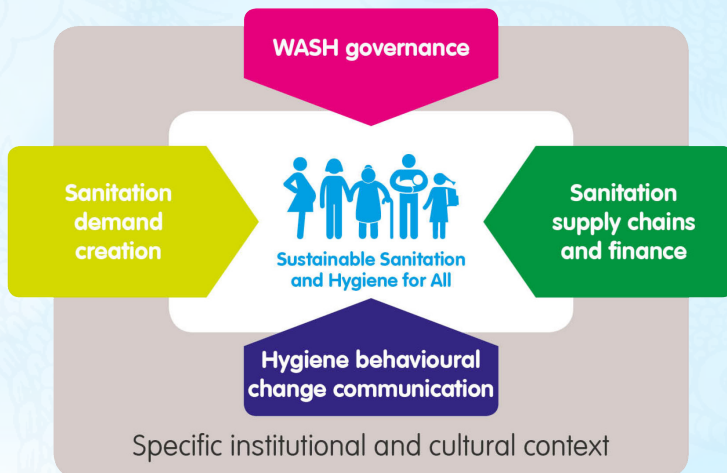 WASH governance
Sanitation
demand
creation
Sustainable Sanitation
and Hygiene for All
Sanitation
supply chains
and finance
Hygiene behavioural
change communication
Specific institutional and cultural context